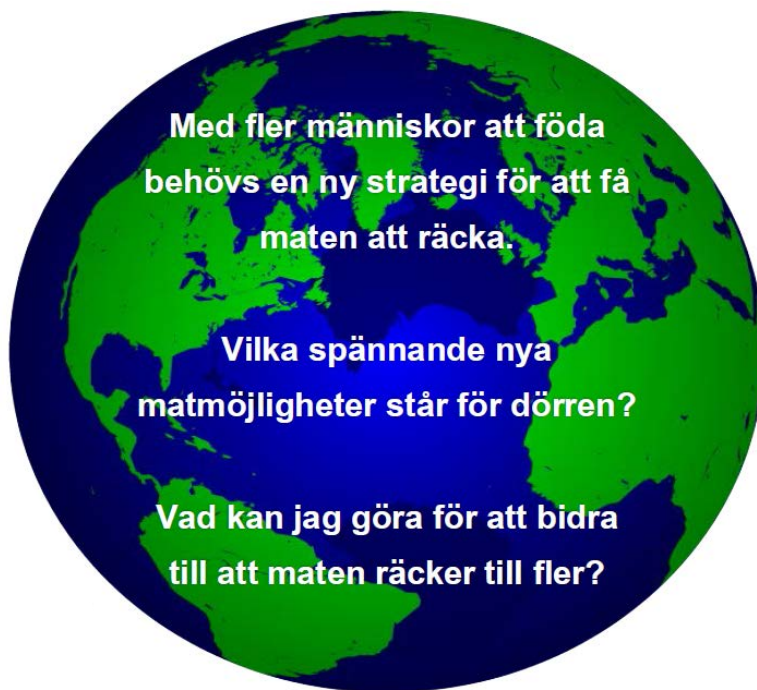 Med fler människor att föda
behövs en ny strategi för att få
maten att räcka.
Vilka spännande nya
matmöjligheter står för dörren?
Vad kan jag göra för att bidra
till att maten räcker till fler?